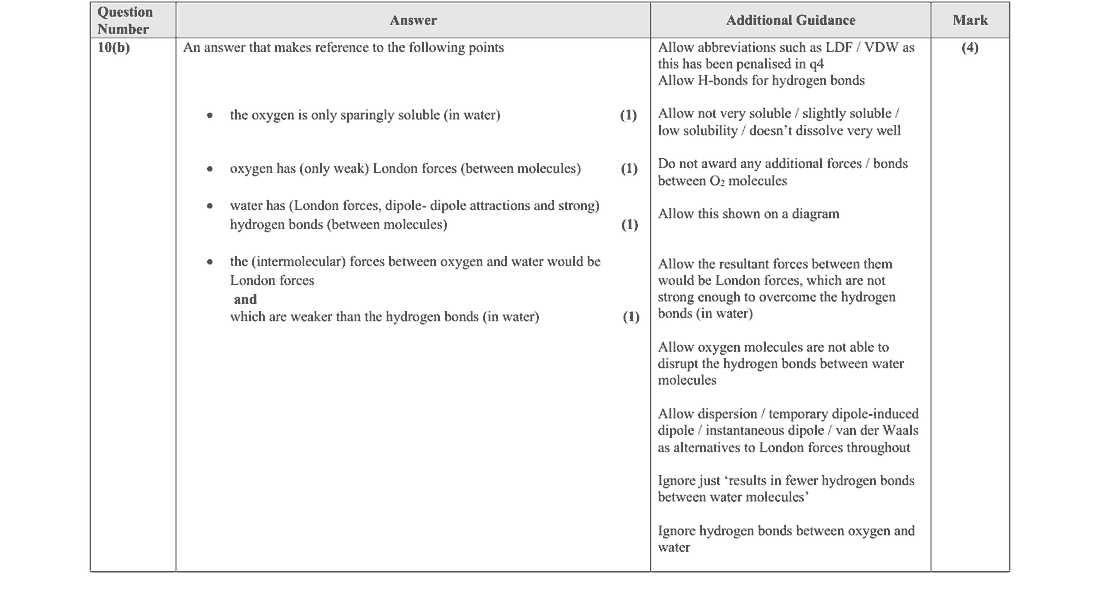 Question
Number
Answer
Additional Guidance
Mark
10(b)
An answer that makes reference to the following points
Allow abbreviations such as LDF / VDW as
this has been penalised in q4
Allow H-bonds for hydrogen bonds
(4)
• the oxygen is only sparingly soluble (in water) (1)
Allow not very soluble / slightly soluble /
low solubility / doesn’t dissolve very well
• oxygen has (only weak) London forces (between molecules) (1)
Do not award any additional forces / bonds
between O₂ molecules
• water has (London forces, dipole- dipole attractions and strong)
hydrogen bonds (between molecules) (1)
Allow this shown on a diagram
• the (intermolecular) forces between oxygen and water would be
London forces
and
which are weaker than the hydrogen bonds (in water) (1)
Allow the resultant forces between them
would be London forces, which are not
strong enough to overcome the hydrogen
bonds (in water)
Allow oxygen molecules are not able to
disrupt the hydrogen bonds between water
molecules
Allow dispersion / temporary dipole-induced
dipole / instantaneous dipole / van der Waals
as alternatives to London forces throughout
Ignore just ‘results in fewer hydrogen bonds
between water molecules’
Ignore hydrogen bonds between oxygen and
water